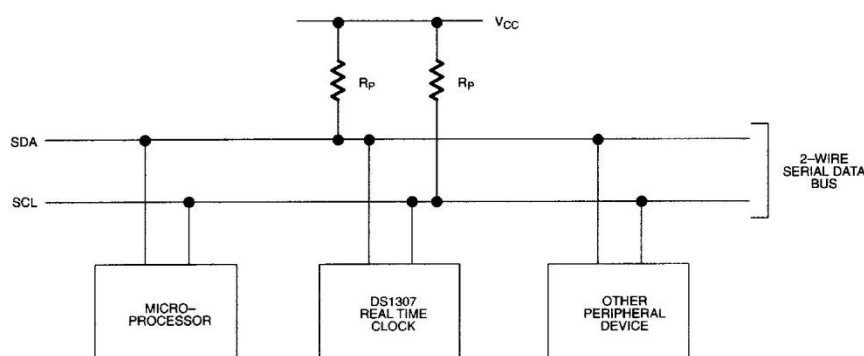 VCC
RP
RP
SDA
2–WIRE
SERIAL DATA
BUS
SCL
MICRO–
PROCESSOR
DS1307
REAL TIME
CLOCK
OTHER
PERIPHERAL
DEVICE